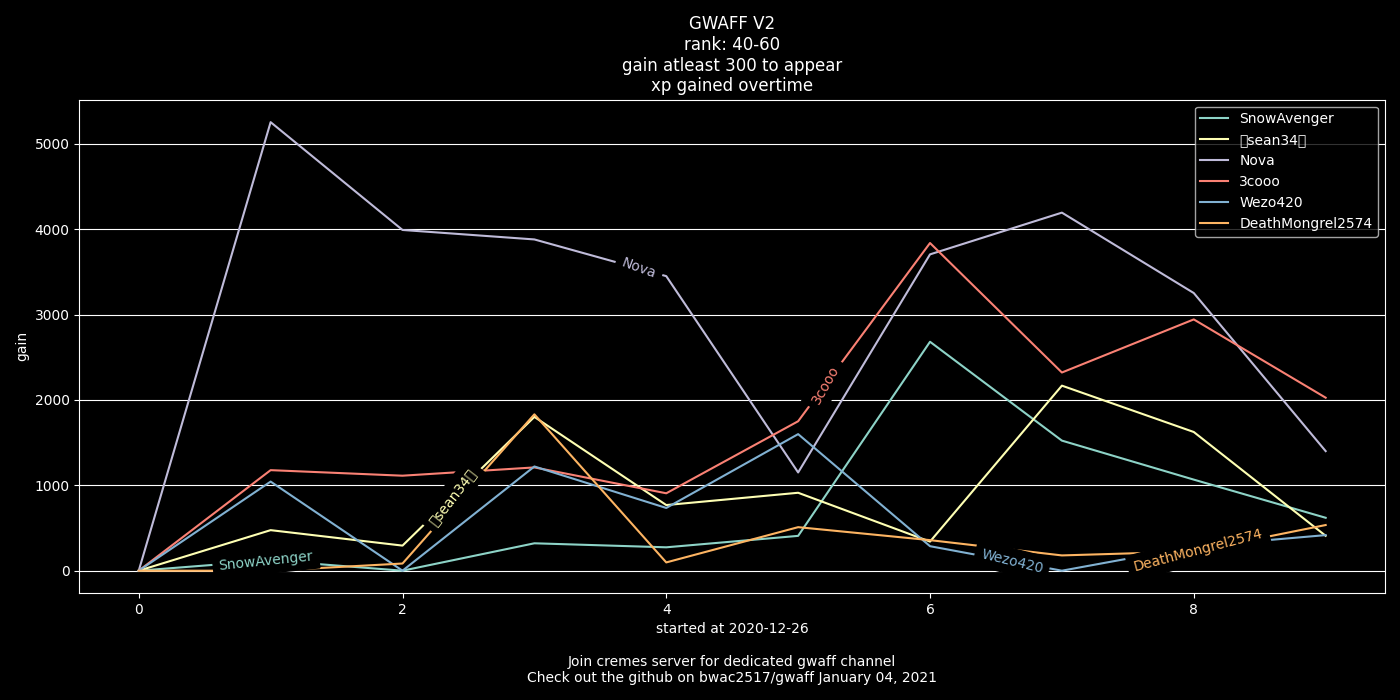 GWAFF V2
rank: 40-60
gain atleast 300 to appear
xp gained overtime
SnowAvenger
sean34
Nova
3cooo
Wezo420
DeathMongrel2574
5000
4000
3000
2000
1000
0
gain
Nova
3cooo
sean34
SnowAvenger
Wezo420
DeathMongrel2574
0
2
4
6
8
started at 2020-12-26
Join cremes server for dedicated gwaff channel
Check out the github on bwac2517/gwaff January 04, 2021